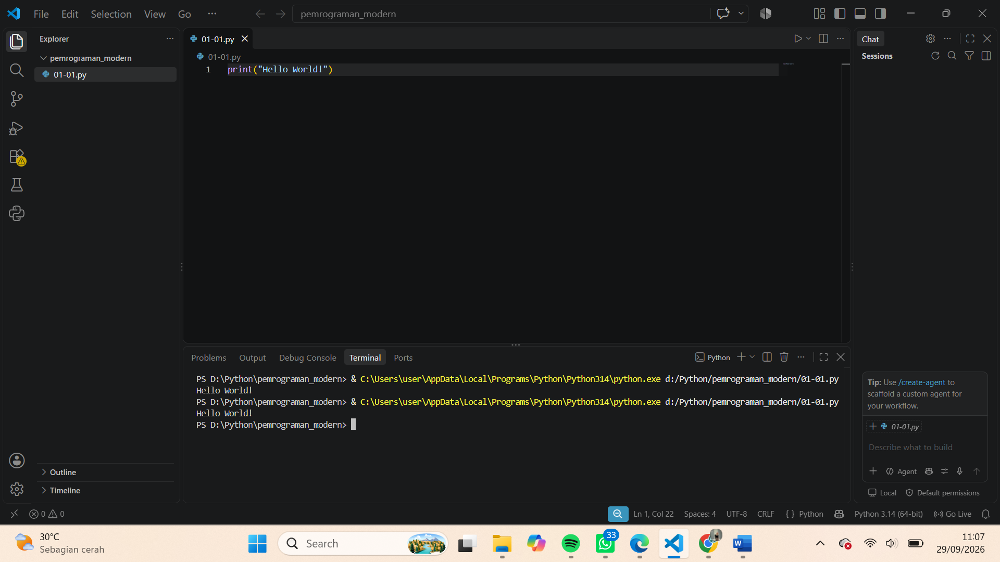 File Edit Selection View Go ...
pemrograman_modern
Explorer
pemrograman_modern
01-01.py
Outline
Timeline
01-01.py
01-01.py
1 print("Hello World!")
Problems Output Debug Console Terminal Ports
Python
PS D:\Python\pemrograman_modern> & C:\Users\user\AppData\Local\Programs\Python\Python314\python.exe d:/Python/pemrograman_modern/01-01.py
Hello World!
PS D:\Python\pemrograman_modern> & C:\Users\user\AppData\Local\Programs\Python\Python314\python.exe d:/Python/pemrograman_modern/01-01.py
Hello World!
PS D:\Python\pemrograman_modern>
Chat
Sessions
Tip: Use /create-agent to
scaffold a custom agent for
your workflow.
01-01.py
Describe what to build
Agent
Local Default permissions
0 0
Ln 1, Col 22 Spaces: 4 UTF-8 CRLF { } Python Python 3.14 (64-bit) Go Live
30°C
Sebagian cerah
Search
33
11:07
29/09/2026